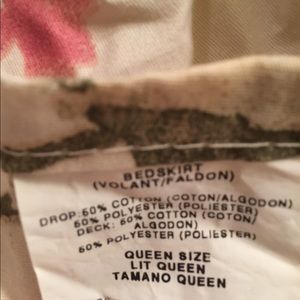 BEDSKIRT
(VOLANT/FALDON)
DROP: 50% COTTON (COTON/ALGODON)
50% POLYESTER (POLIESTER)
DECK: 50% COTTON (COTON/
ALGODON)
50% POLYESTER (POLIESTER)
QUEEN SIZE
LIT QUEEN
TAMANO QUEEN